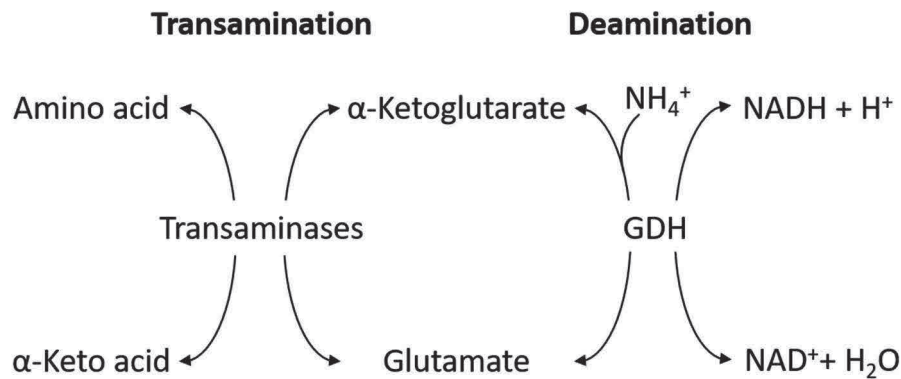 Transamination Deamination
Amino acid α-Ketoglutarate NH₄⁺ NADH + H⁺
Transaminases GDH
α-Keto acid Glutamate NAD⁺+ H₂O